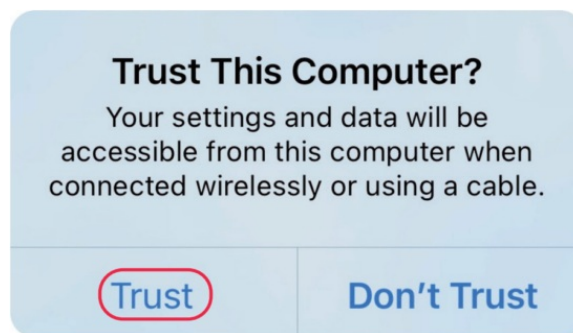 Trust This Computer?
Your settings and data will be
accessible from this computer when
connected wirelessly or using a cable.
Trust
Don't Trust